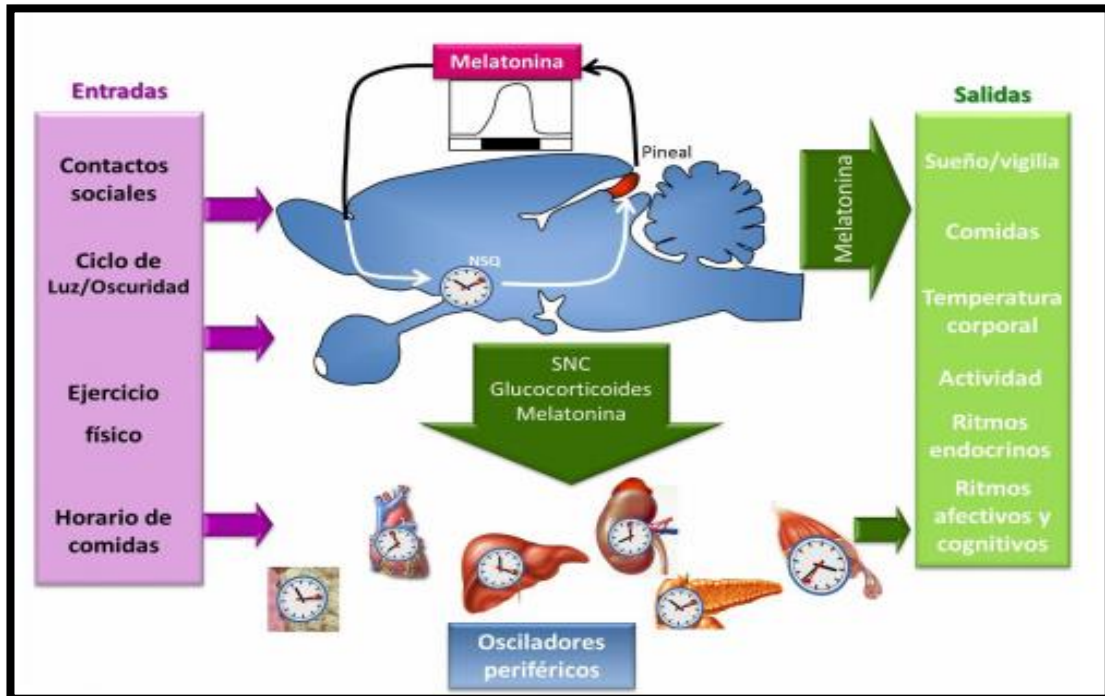 Melatonina
Entradas
Contactos
sociales
Ciclo de
Luz/Oscuridad
Ejercicio
físico
Horario de
comidas
Pineal
NSQ
SNC
Glucocorticoides
Melatonina
Osciladores
periféricos
Melatonina
Salidas
Sueño/vigilia
Comidas
Temperatura
corporal
Actividad
Ritmos
endocrinos
Ritmos
afectivos y
cognitivos